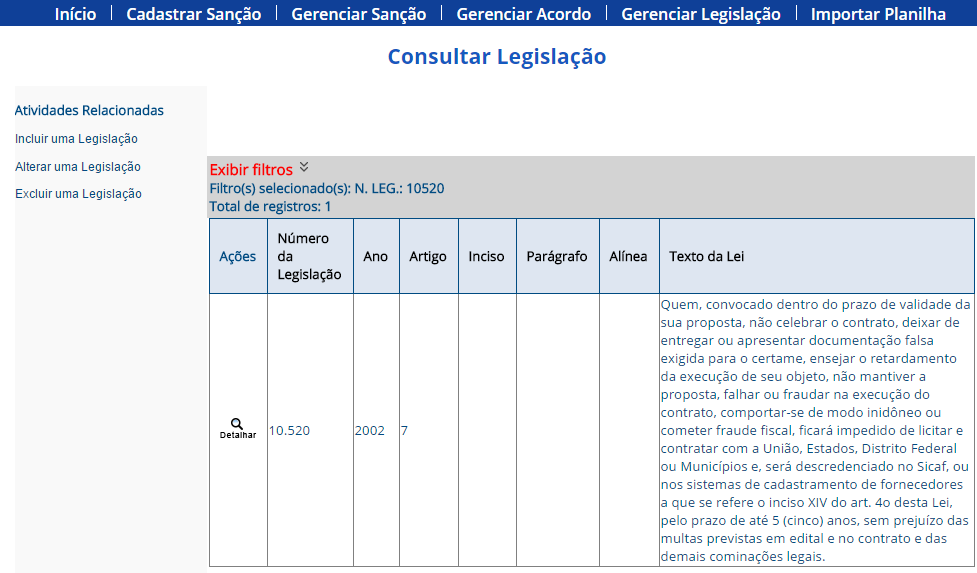 Início | Cadastrar Sanção | Gerenciar Sanção | Gerenciar Acordo | Gerenciar Legislação | Importar Planilha
Consultar Legislação
Atividades Relacionadas
Incluir uma Legislação
Alterar uma Legislação
Excluir uma Legislação
Exibir filtros
Filtro(s) selecionado(s): N. LEG.: 10520
Total de registros: 1
Ações
Número
da
Legislação
Ano
Artigo
Inciso
Parágrafo
Alínea
Texto da Lei
Detalhar
10.520
2002
7
Quem, convocado dentro do prazo de validade da
sua proposta, não celebrar o contrato, deixar de
entregar ou apresentar documentação falsa
exigida para o certame, ensejar o retardamento
da execução de seu objeto, não mantiver a
proposta, falhar ou fraudar na execução do
contrato, comportar-se de modo inidôneo ou
cometer fraude fiscal, ficará impedido de licitar e
contratar com a União, Estados, Distrito Federal
ou Municípios e, será descredenciado no Sicaf, ou
nos sistemas de cadastramento de fornecedores
a que se refere o inciso XIV do art. 4o desta Lei,
pelo prazo de até 5 (cinco) anos, sem prejuízo das
multas previstas em edital e no contrato e das
demais cominações legais.